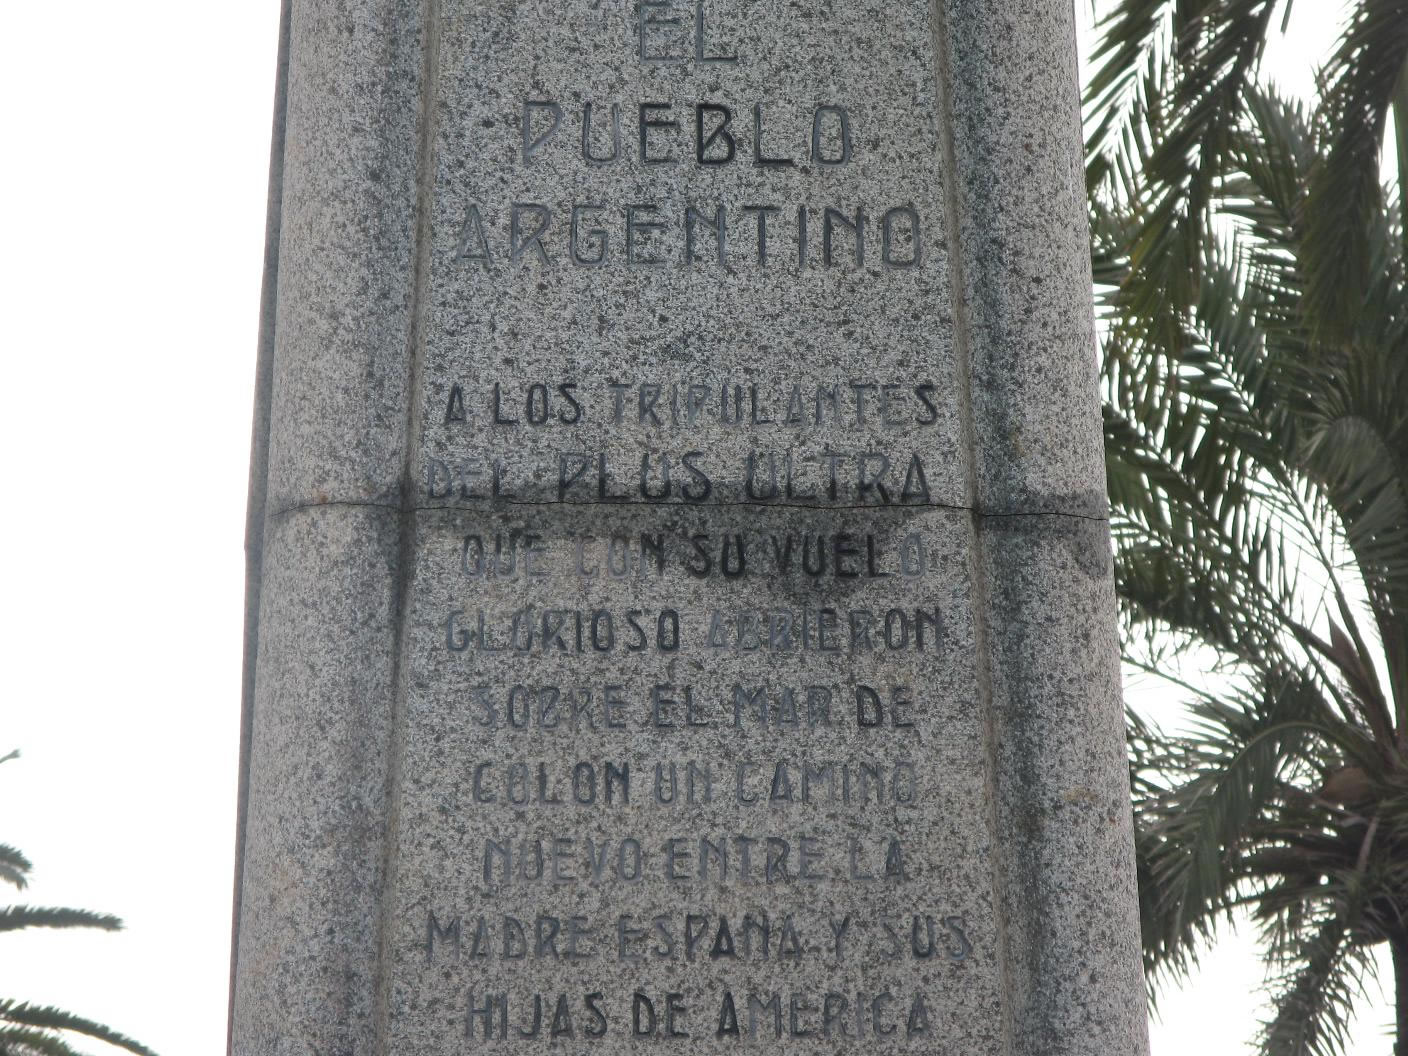 EL
PUEBLO
ARGENTINO
A LOS TRIPULANTES
DEL PLUS ULTRA
QUE CON SU VUELO
GLORIOSO ABRIERON
SOBRE EL MAR DE
COLON UN CAMINO
NUEVO ENTRE LA
MADRE ESPAÑA Y SUS
HIJAS DE AMERICA